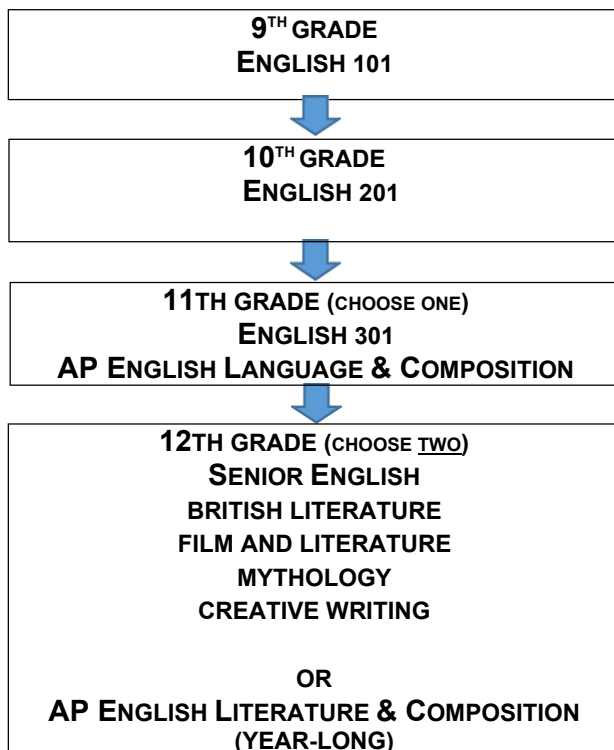 9TH GRADE
ENGLISH 101
10TH GRADE
ENGLISH 201
11TH GRADE (CHOOSE ONE)
ENGLISH 301
AP ENGLISH LANGUAGE & COMPOSITION
12TH GRADE (CHOOSE TWO)
SENIOR ENGLISH
BRITISH LITERATURE
FILM AND LITERATURE
MYTHOLOGY
CREATIVE WRITING
OR
AP ENGLISH LITERATURE & COMPOSITION
(YEAR-LONG)